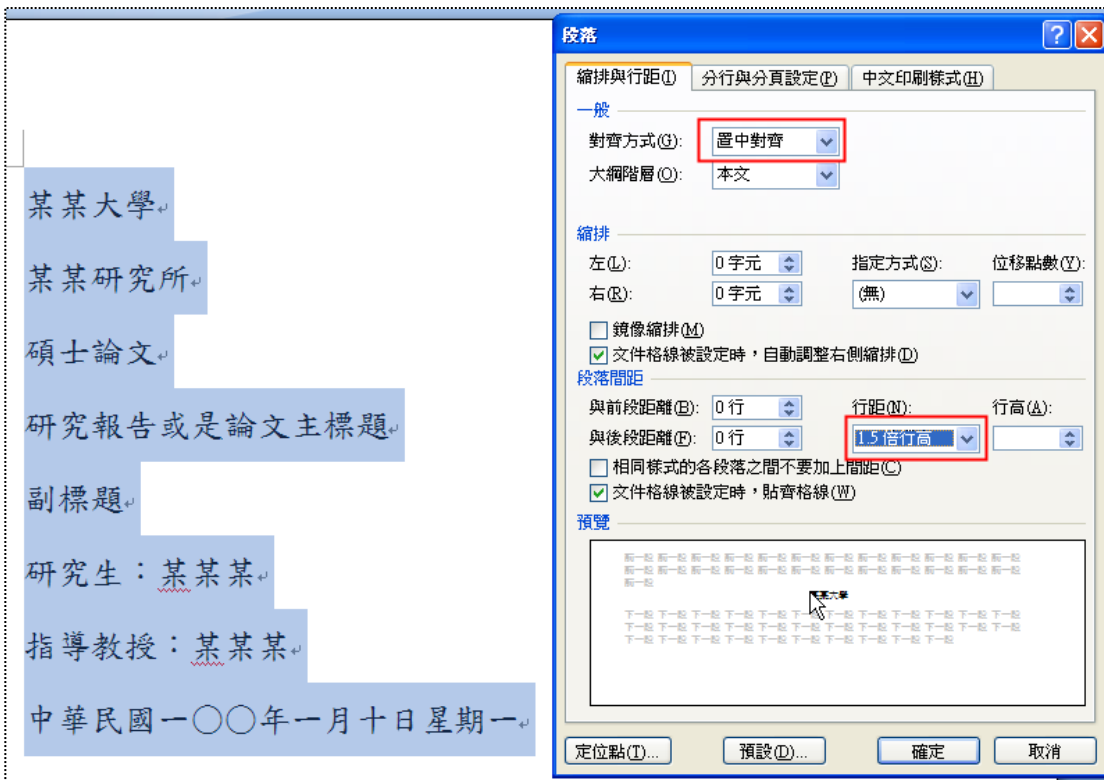 某某大學
某某研究所
碩士論文
研究報告或是論文主標題
副標題
研究生：某某某
指導教授：某某某
中華民國一○○年一月十日星期一
段落
縮排與行距(I) 分行與分頁設定(P) 中文印刷樣式(H)
一般
對齊方式(G): 置中對齊
大綱階層(O): 本文
縮排
左(L): 0 字元 指定方式(S): 位移點數(Y):
右(R): 0 字元 (無)
鏡像縮排(M)
文件格線被設定時，自動調整右側縮排(D)
段落間距
與前段距離(B): 0 行 行距(N): 行高(A):
與後段距離(F): 0 行 1.5 倍行高
相同樣式的各段落之間不要加上間距(C)
文件格線被設定時，貼齊格線(W)
預覽
定位點(T)... 預設(D)... 確定 取消